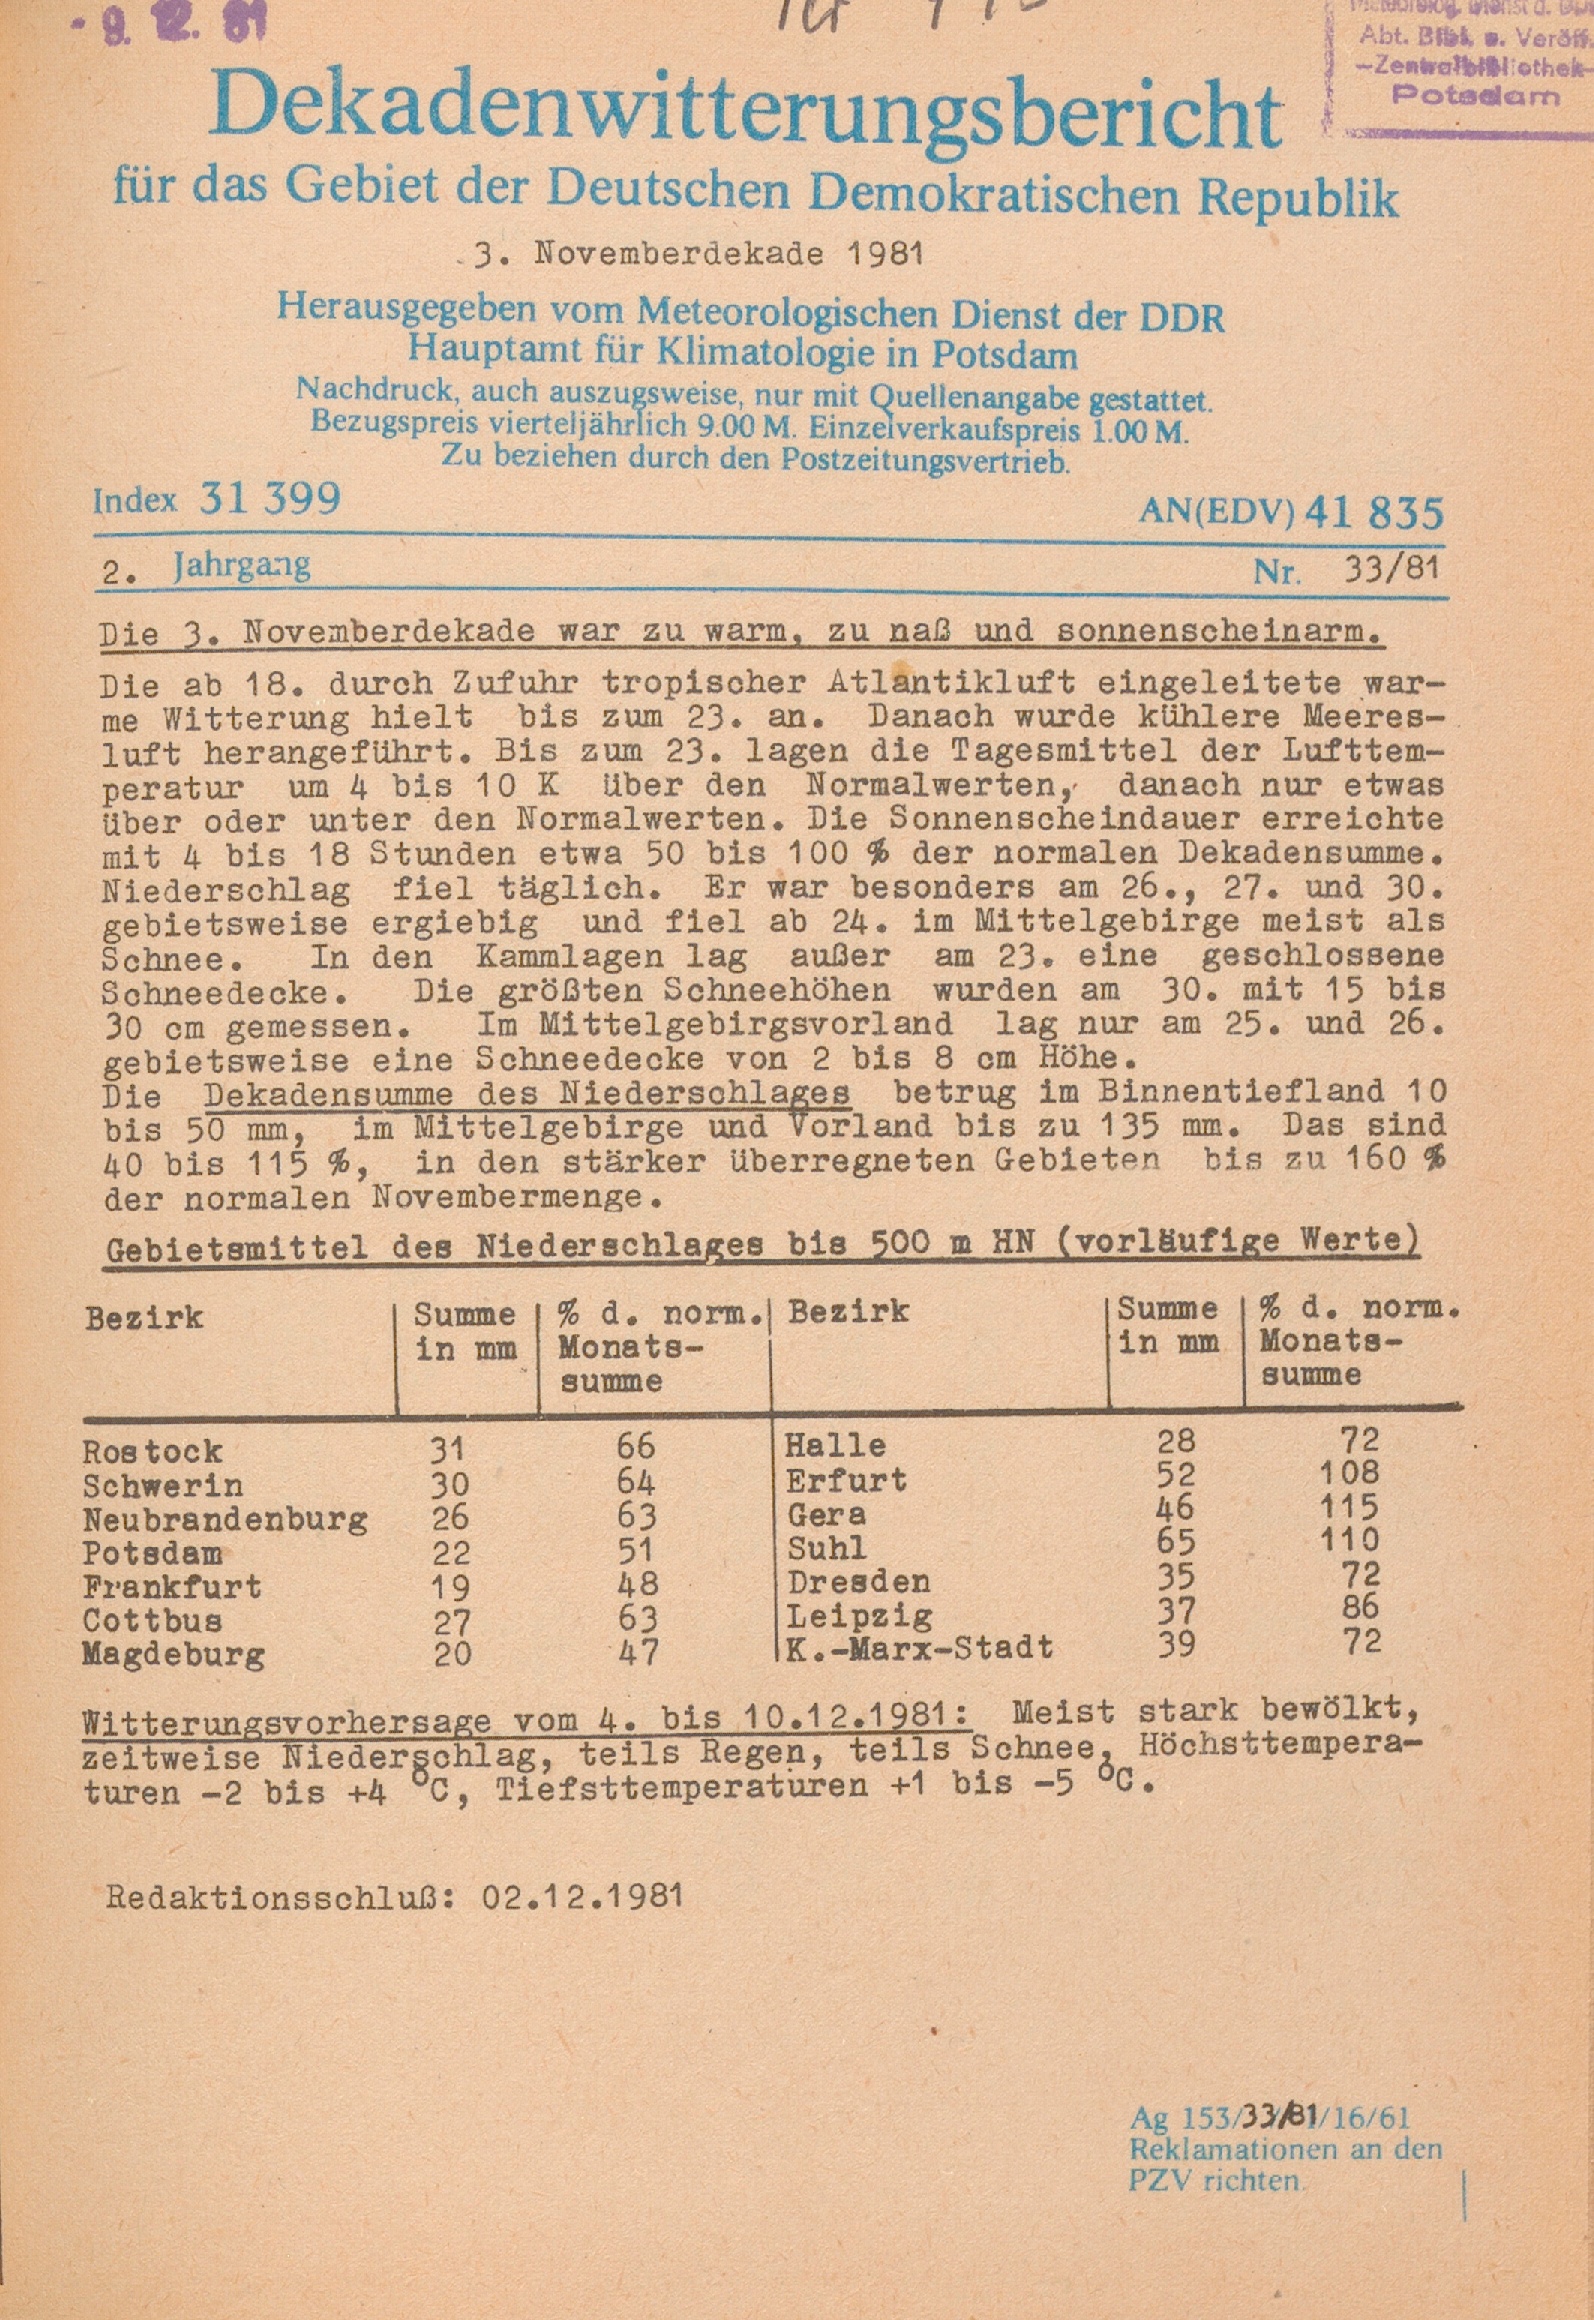 - 9. 12. 81
Meteorolog. Dienst d. DDR
Abt. Bibl. u. Veröff.
-Zentralbibliothek-
Potsdam
Dekadenwitterungsbericht
für das Gebiet der Deutschen Demokratischen Republik
3. Novemberdekade 1981
Herausgegeben vom Meteorologischen Dienst der DDR
Hauptamt für Klimatologie in Potsdam
Nachdruck, auch auszugsweise, nur mit Quellenangabe gestattet.
Bezugspreis vierteljährlich 9.00 M. Einzelverkaufspreis 1.00 M.
Zu beziehen durch den Postzeitungsvertrieb.
Index 31 399 AN(EDV) 41 835
2. Jahrgang Nr. 33/81
Die 3. Novemberdekade war zu warm, zu naß und sonnenscheinarm.
Die ab 18. durch Zufuhr tropischer Atlantikluft eingeleitete war-
me Witterung hielt bis zum 23. an. Danach wurde kühlere Meeres-
luft herangeführt. Bis zum 23. lagen die Tagesmittel der Lufttem-
peratur um 4 bis 10 K über den Normalwerten, danach nur etwas
über oder unter den Normalwerten. Die Sonnenscheindauer erreichte
mit 4 bis 18 Stunden etwa 50 bis 100 % der normalen Dekadensumme.
Niederschlag fiel täglich. Er war besonders am 26., 27. und 30.
gebietsweise ergiebig und fiel ab 24. im Mittelgebirge meist als
Schnee. In den Kammlagen lag außer am 23. eine geschlossene
Schneedecke. Die größten Schneehöhen wurden am 30. mit 15 bis
30 cm gemessen. Im Mittelgebirgsvorland lag nur am 25. und 26.
gebietsweise eine Schneedecke von 2 bis 8 cm Höhe.
Die Dekadensumme des Niederschlages betrug im Binnentiefland 10
bis 50 mm, im Mittelgebirge und Vorland bis zu 135 mm. Das sind
40 bis 115 %, in den stärker überregneten Gebieten bis zu 160 %
der normalen Novembermenge.
Gebietsmittel des Niederschlages bis 500 m HN (vorläufige Werte)
Bezirk Summe % d. norm. Bezirk Summe % d. norm.
in mm Monats- in mm Monats-
summe summe
Rostock 31 66 Halle 28 72
Schwerin 30 64 Erfurt 52 108
Neubrandenburg 26 63 Gera 46 115
Potsdam 22 51 Suhl 65 110
Frankfurt 19 48 Dresden 35 72
Cottbus 27 63 Leipzig 37 86
Magdeburg 20 47 K.-Marx-Stadt 39 72
Witterungsvorhersage vom 4. bis 10.12.1981: Meist stark bewölkt,
zeitweise Niederschlag, teils Regen, teils Schnee, Höchsttempera-
turen -2 bis +4 °C, Tiefsttemperaturen +1 bis -5 °C.
Redaktionsschluß: 02.12.1981
Ag 153/33/81/16/61
Reklamationen an den
PZV richten.